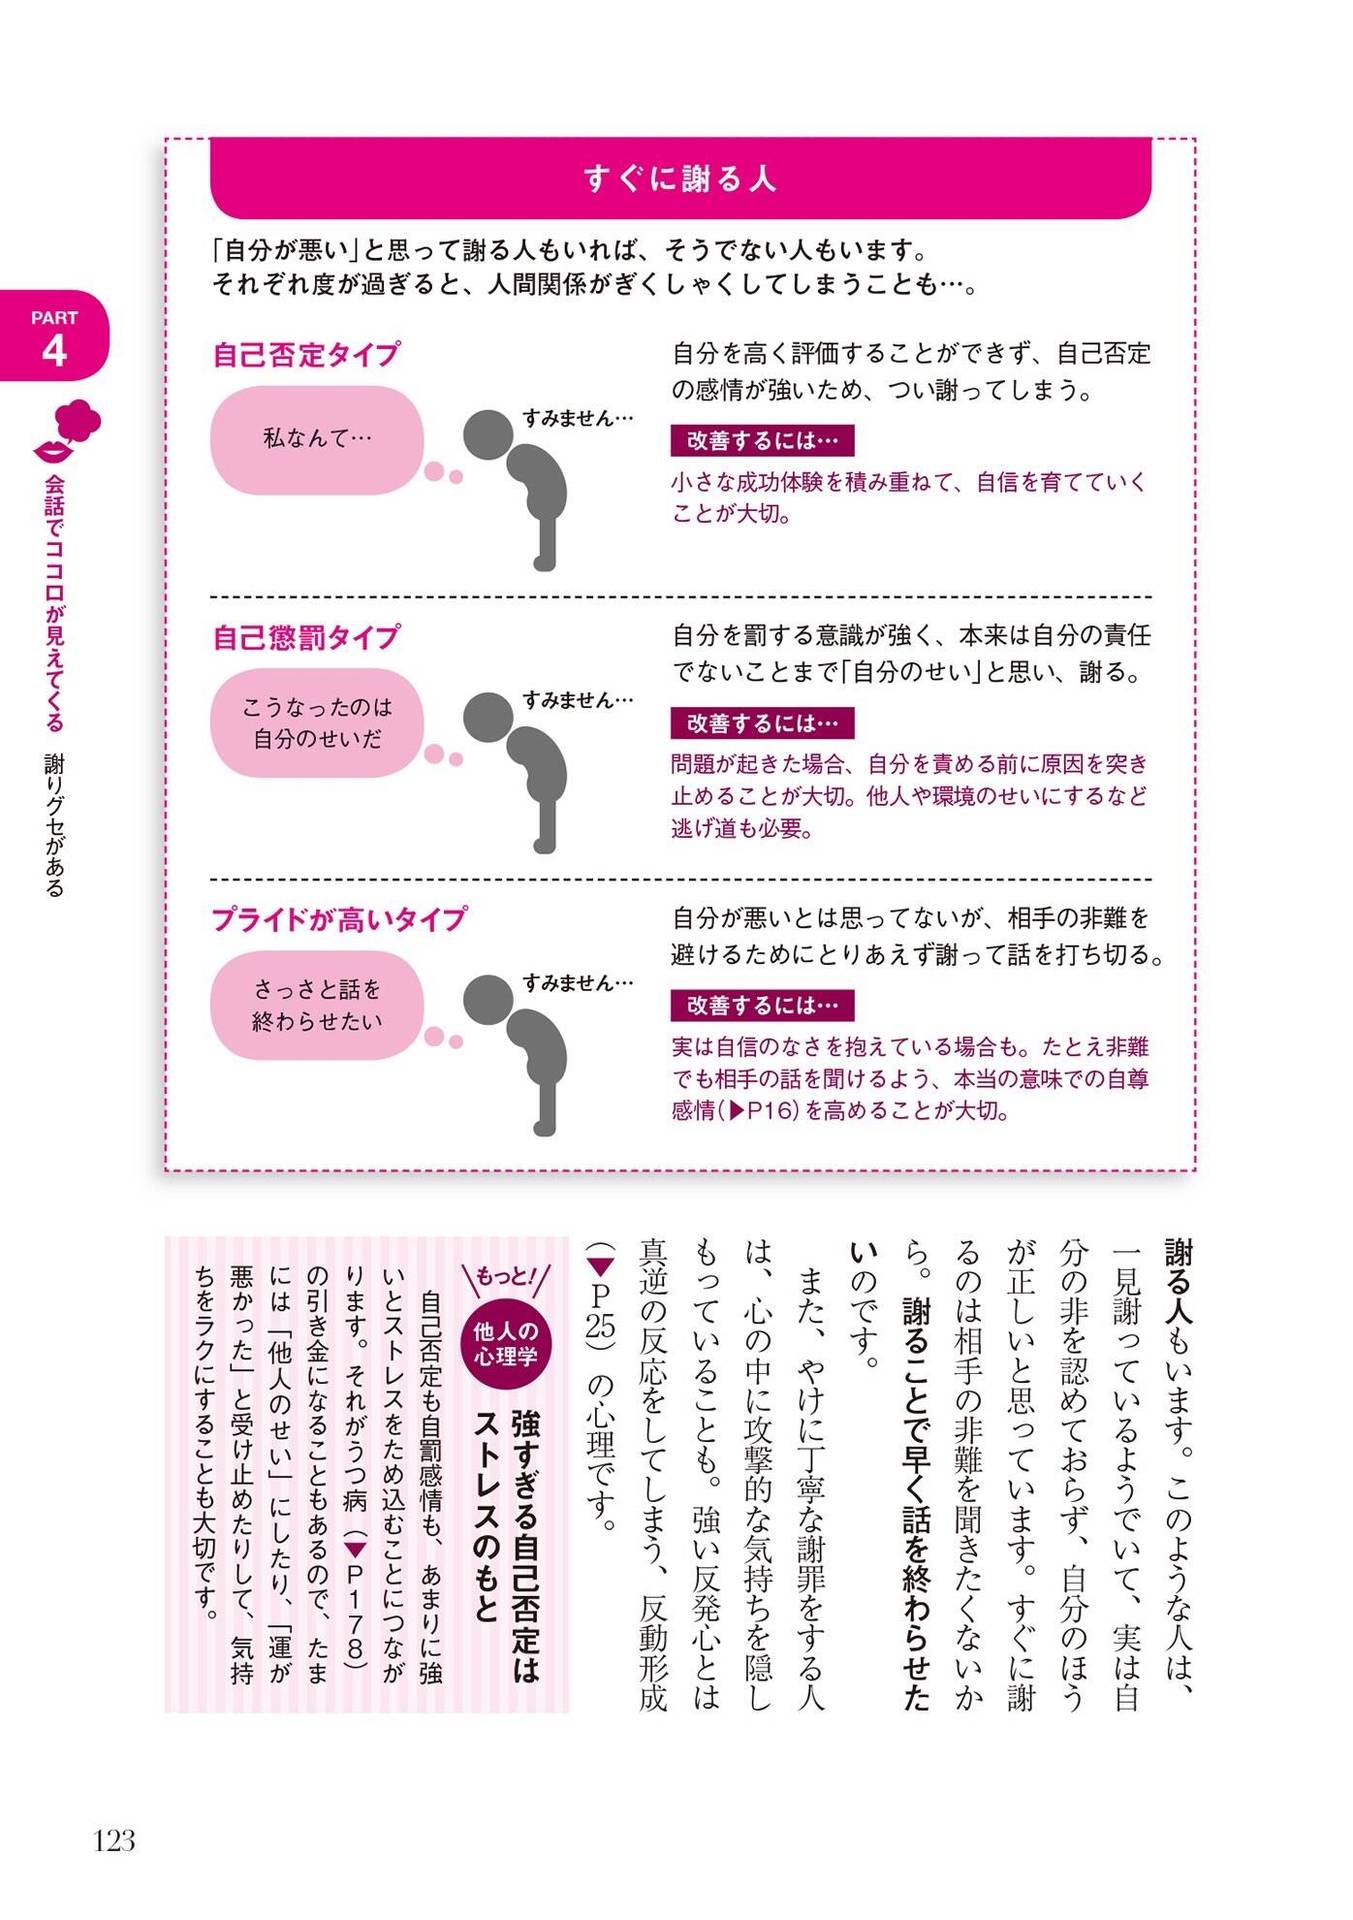 すぐに謝る人
「自分が悪い」と思って謝る人もいれば、そうでない人もいます。
それぞれ度が過ぎると、人間関係がぎくしゃくしてしまうことも…。
自己否定タイプ
私なんて…
すみません…
自分を高く評価することができず、自己否定
の感情が強いため、つい謝ってしまう。
改善するには…
小さな成功体験を積み重ねて、自信を育てていく
ことが大切。
自己懲罰タイプ
こうなったのは
自分のせいだ
すみません…
自分を罰する意識が強く、本来は自分の責任
でないことまで「自分のせい」と思い、謝る。
改善するには…
問題が起きた場合、自分を責める前に原因を突き
止めることが大切。他人や環境のせいにするなど
逃げ道も必要。
プライドが高いタイプ
さっさと話を
終わらせたい
すみません…
自分が悪いとは思ってないが、相手の非難を
避けるためにとりあえず謝って話を打ち切る。
改善するには…
実は自信のなさを抱えている場合も。たとえ非難
でも相手の話を聞けるよう、本当の意味での自尊
感情(▶P16)を高めることが大切。
PART
4
会話でココロが見えてくる 謝りグセがある
謝る人もいます。このような人は、
一見謝っているようでいて、実は自
分の非を認めておらず、自分のほう
が正しいと思っています。すぐに謝
るのは相手の非難を聞きたくないか
ら。謝ることで早く話を終わらせた
いのです。
また、やけに丁寧な謝罪をする人
は、心の中に攻撃的な気持ちを隠し
もっていることも。強い反発心とは
真逆の反応をしてしまう、反動形成
(▶P25)の心理です。
もっと!
他人の
心理学
強すぎる自己否定は
ストレスのもと
自己否定も自罰感情も、あまりに強
いとストレスをため込むことにつなが
ります。それがうつ病(▶P178)
の引き金になることもあるので、たま
には「他人のせい」にしたり、「運が
悪かった」と受け止めたりして、気持
ちをラクにすることも大切です。
123